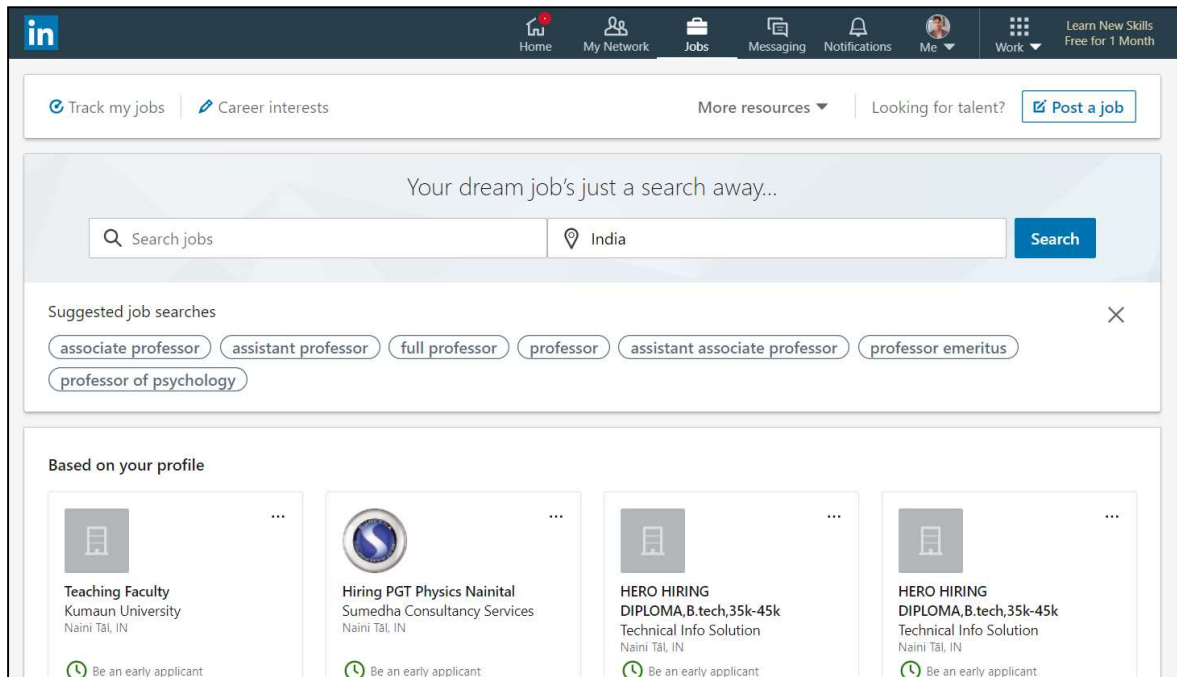 in
Home
My Network
Jobs
Messaging
Notifications
Me
Work
Learn New Skills
Free for 1 Month
Track my jobs
Career interests
More resources
Looking for talent?
Post a job
Your dream job's just a search away...
Search jobs
India
Search
Suggested job searches
associate professor
assistant professor
full professor
professor
assistant associate professor
professor emeritus
professor of psychology
Based on your profile
...
Teaching Faculty
Kumaun University
Naini Tāl, IN
Be an early applicant
...
S
Hiring PGT Physics Nainital
Sumedha Consultancy Services
Naini Tāl, IN
Be an early applicant
...
HERO HIRING
DIPLOMA,B.tech,35k-45k
Technical Info Solution
Naini Tāl, IN
Be an early applicant
...
HERO HIRING
DIPLOMA,B.tech,35k-45k
Technical Info Solution
Naini Tāl, IN
Be an early applicant